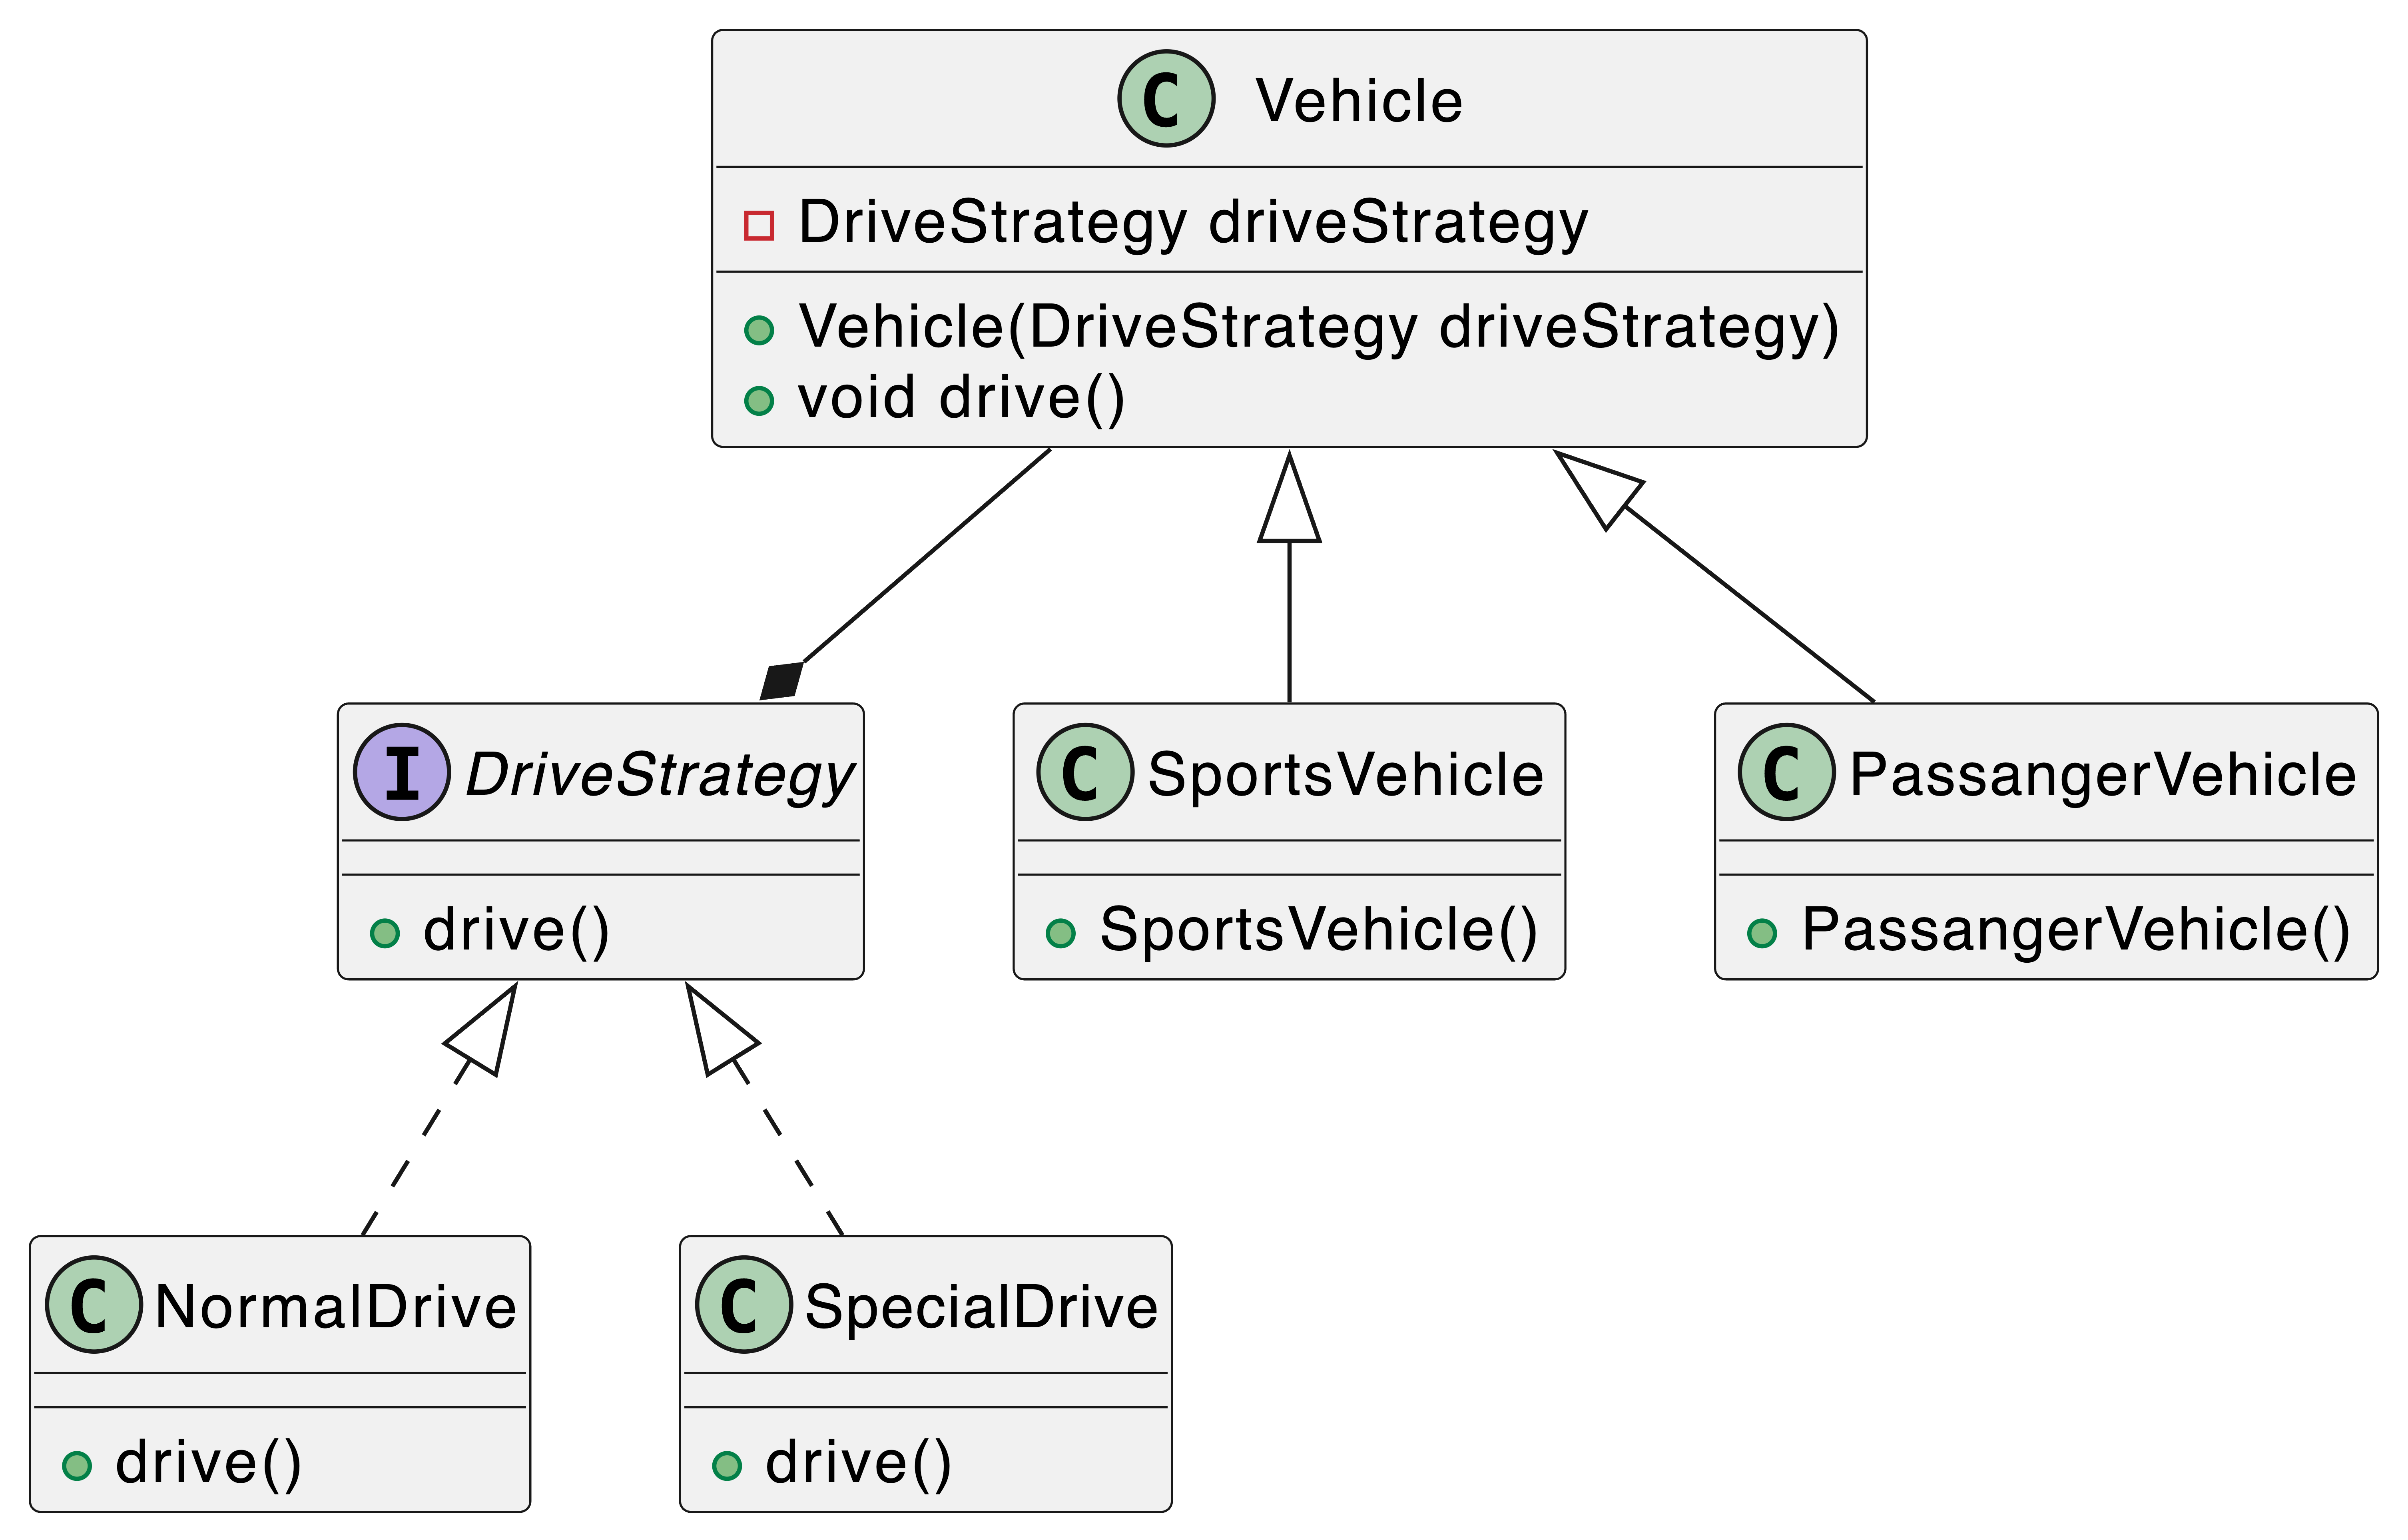 C Vehicle
DriveStrategy driveStrategy
Vehicle(DriveStrategy driveStrategy)
void drive()
I DriveStrategy
drive()
C SportsVehicle
SportsVehicle()
C PassangerVehicle
PassangerVehicle()
C NormalDrive
drive()
C SpecialDrive
drive()